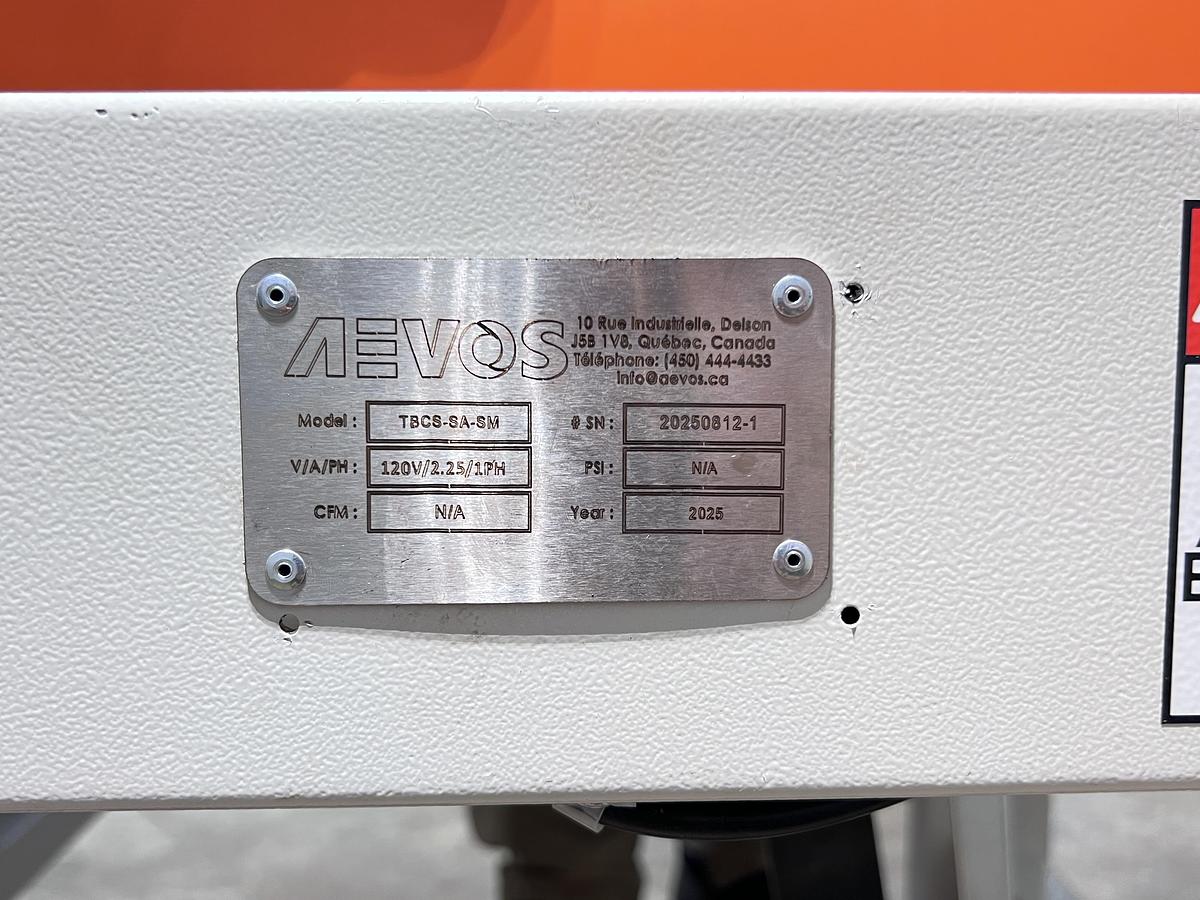 AEVOS
10 Rue Industrielle, Delson
J5B 1V8, Québec, Canada
Téléphone: (450) 444-4433
info@aevos.ca
Model : TBCS-SA-SM
# SN : 20250812-1
V/A/PH : 120V/2.25/1PH
PSI : N/A
CFM : N/A
Year : 2025